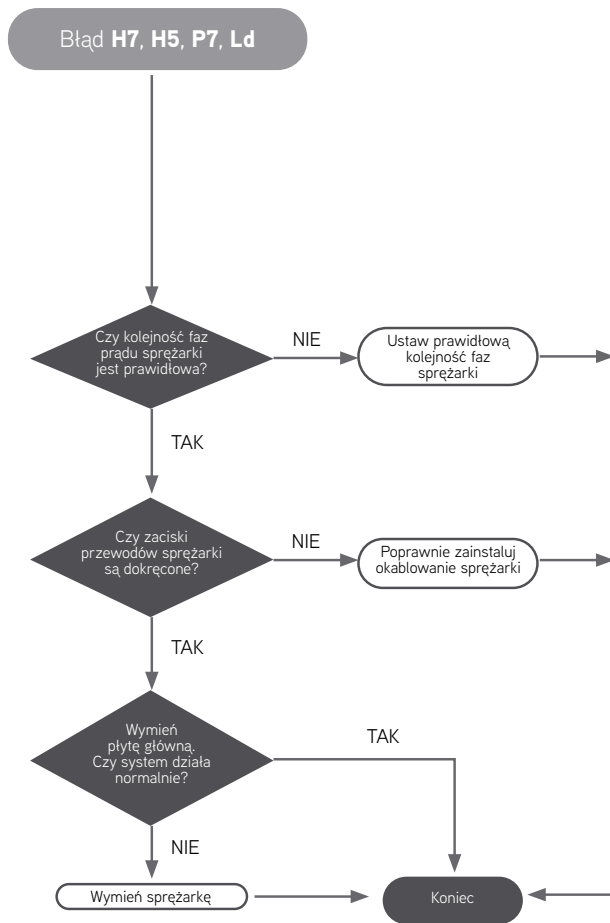 Błąd H7, H5, P7, Ld
Czy kolejność faz
prądu sprężarki
jest prawidłowa?
NIE
Ustaw prawidłową
kolejność faz
sprężarki
TAK
Czy zaciski
przewodów sprężarki
są dokręcone?
NIE
Poprawnie zainstaluj
okablowanie sprężarki
TAK
Wymień
płytę główną.
Czy system działa
normalnie?
TAK
NIE
Wymień sprężarkę
Koniec